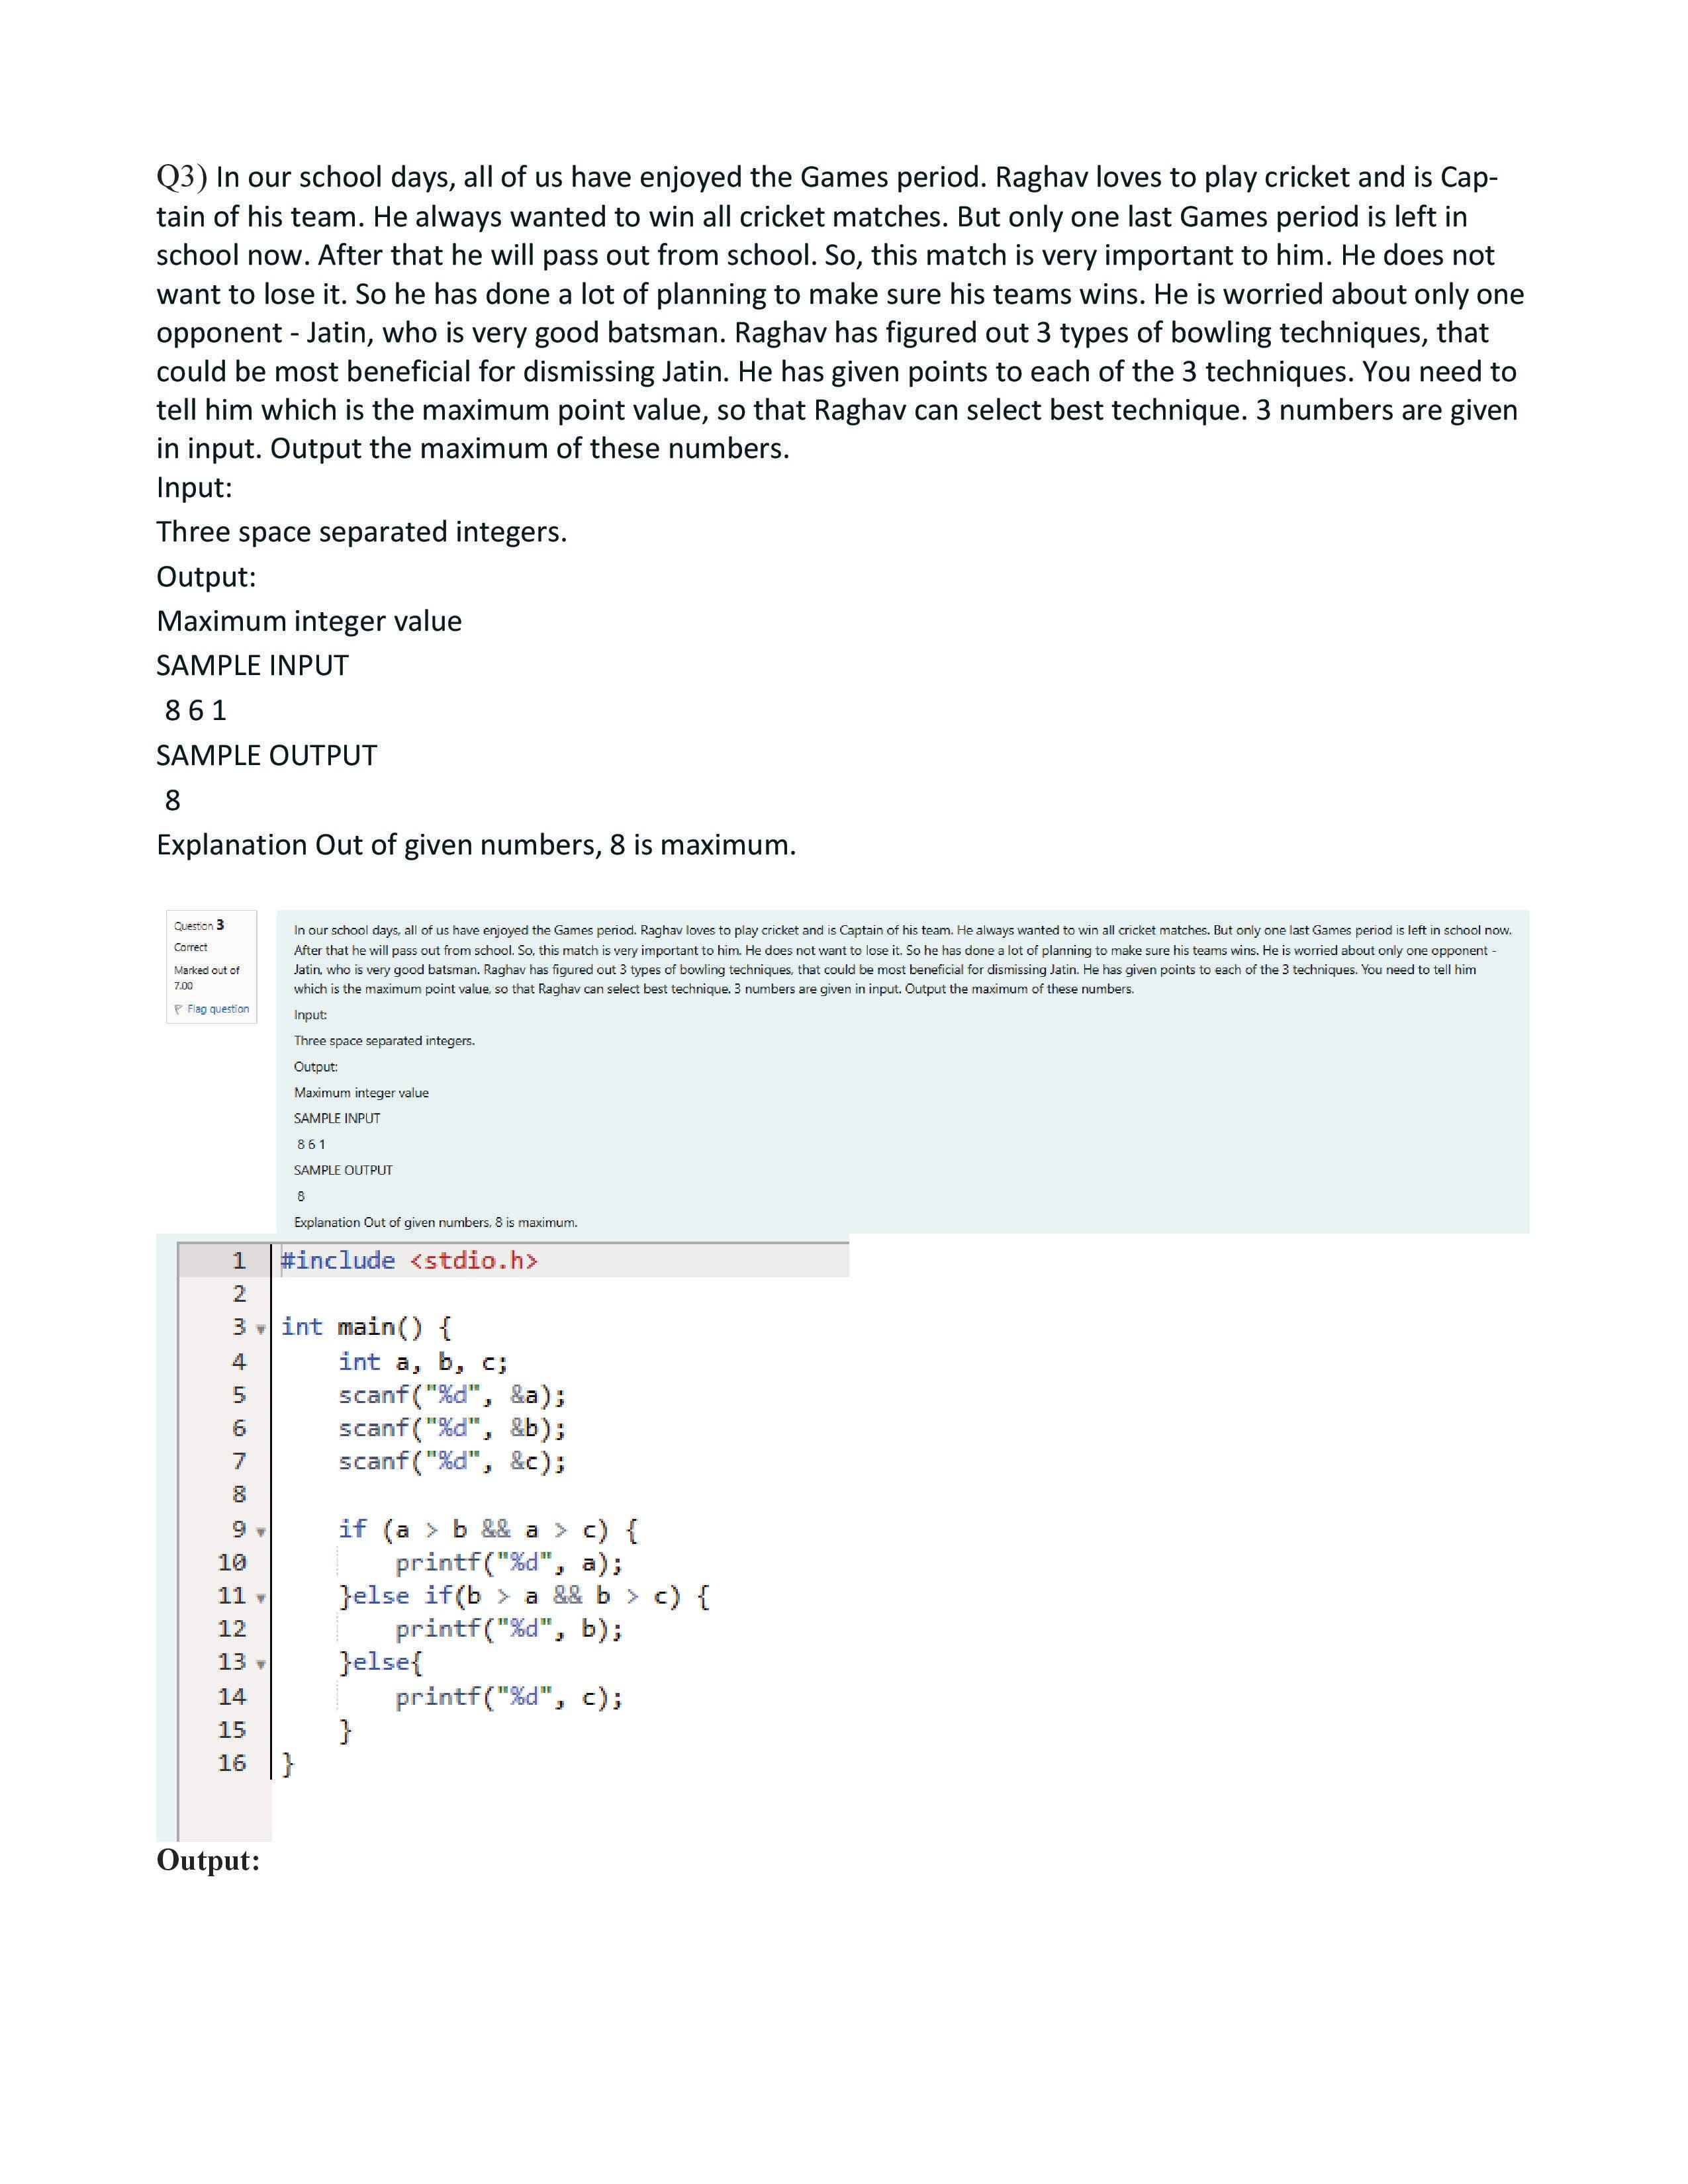 Q3) In our school days, all of us have enjoyed the Games period. Raghav loves to play cricket and is Cap-
tain of his team. He always wanted to win all cricket matches. But only one last Games period is left in
school now. After that he will pass out from school. So, this match is very important to him. He does not
want to lose it. So he has done a lot of planning to make sure his teams wins. He is worried about only one
opponent - Jatin, who is very good batsman. Raghav has figured out 3 types of bowling techniques, that
could be most beneficial for dismissing Jatin. He has given points to each of the 3 techniques. You need to
tell him which is the maximum point value, so that Raghav can select best technique. 3 numbers are given
in input. Output the maximum of these numbers.
Input:
Three space separated integers.
Output:
Maximum integer value
SAMPLE INPUT
8 6 1
SAMPLE OUTPUT
8
Explanation Out of given numbers, 8 is maximum.
Question 3
Correct
Marked out of
7.00
Flag question
In our school days, all of us have enjoyed the Games period. Raghav loves to play cricket and is Captain of his team. He always wanted to win all cricket matches. But only one last Games period is left in school now.
After that he will pass out from school. So, this match is very important to him. He does not want to lose it. So he has done a lot of planning to make sure his teams wins. He is worried about only one opponent -
Jatin, who is very good batsman. Raghav has figured out 3 types of bowling techniques, that could be most beneficial for dismissing Jatin. He has given points to each of the 3 techniques. You need to tell him
which is the maximum point value, so that Raghav can select best technique. 3 numbers are given in input. Output the maximum of these numbers.
Input:
Three space separated integers.
Output:
Maximum integer value
SAMPLE INPUT
8 6 1
SAMPLE OUTPUT
8
Explanation Out of given numbers, 8 is maximum.
1 #include <stdio.h>
2
3 int main() {
4     int a, b, c;
5     scanf("%d", &a);
6     scanf("%d", &b);
7     scanf("%d", &c);
8
9     if (a > b && a > c) {
10         printf("%d", a);
11     }else if(b > a && b > c) {
12         printf("%d", b);
13     }else{
14         printf("%d", c);
15     }
16 }
Output: